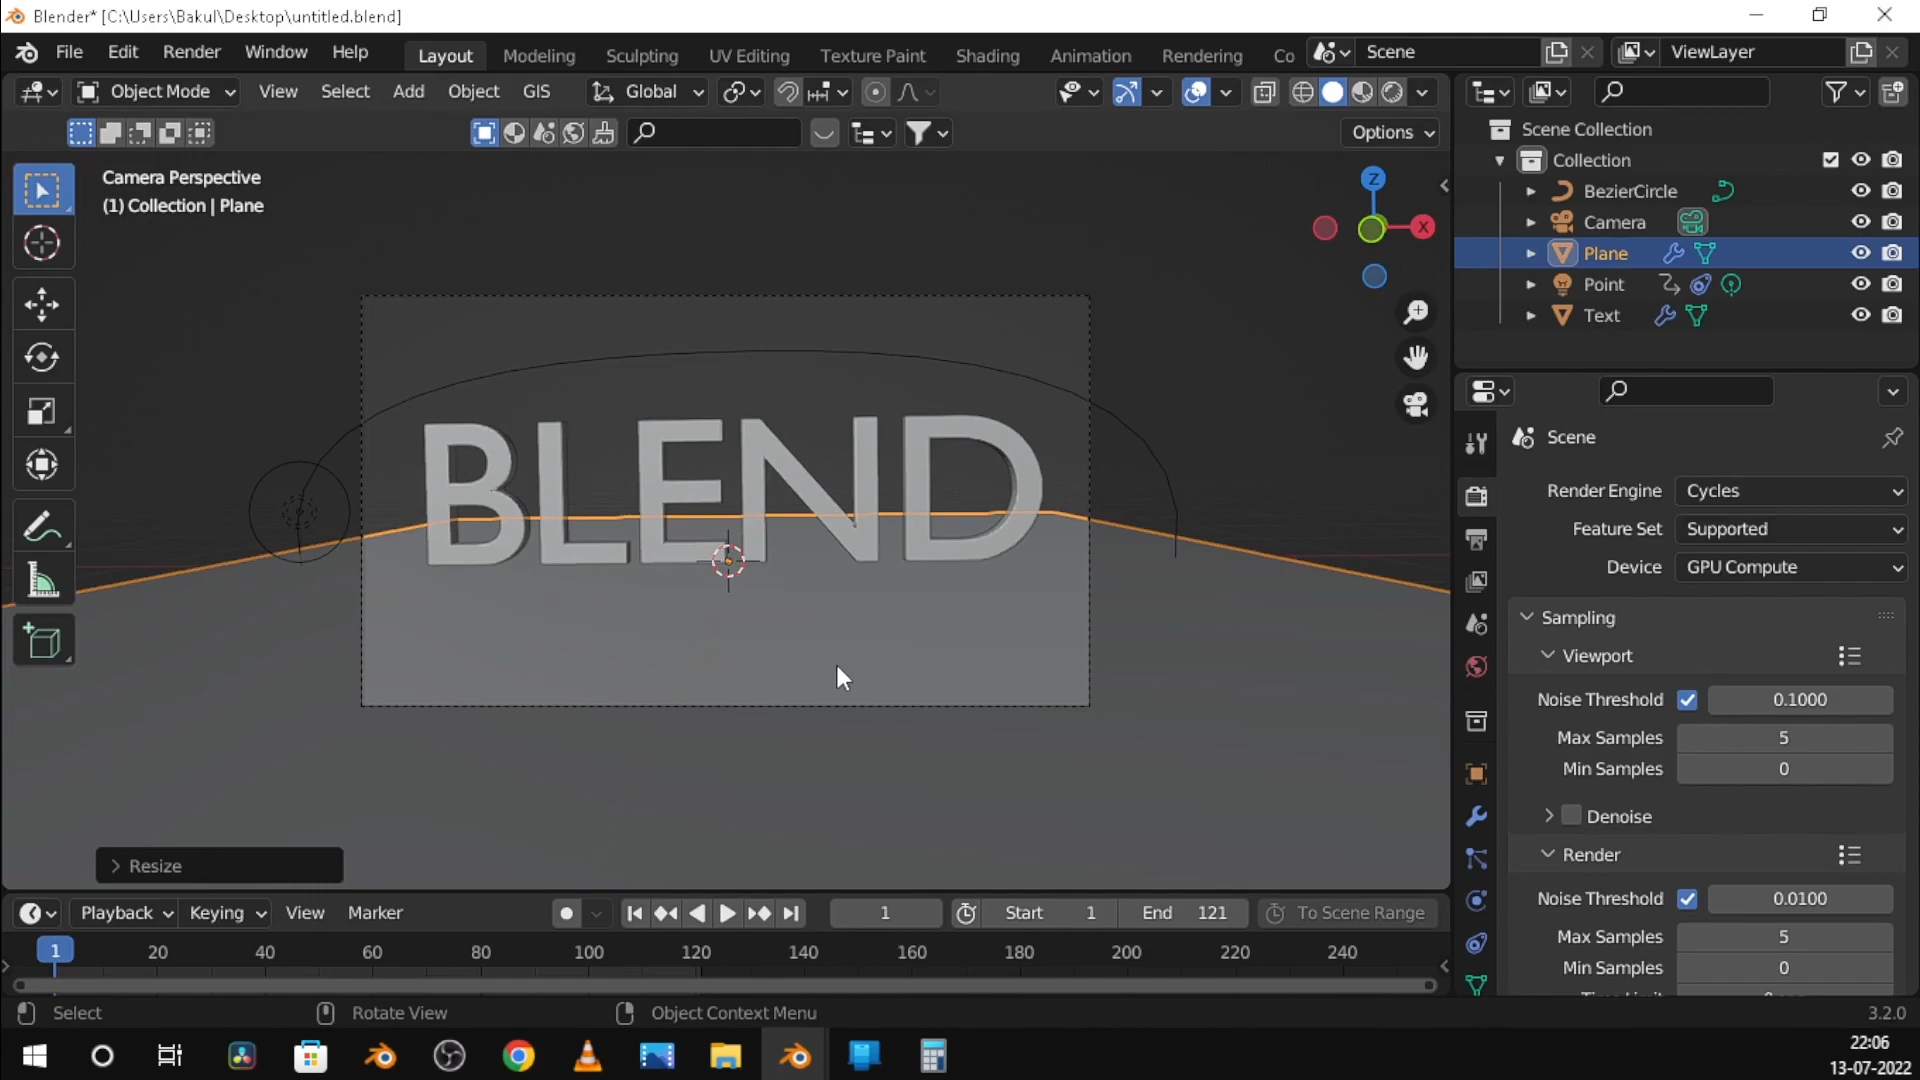 Blender* [C:\Users\Bakul\Desktop\untitled.blend]
File Edit Render Window Help Layout Modeling Sculpting UV Editing Texture Paint Shading Animation Rendering Co Scene ViewLayer
Object Mode View Select Add Object GIS Global
Options
Camera Perspective
(1) Collection | Plane
Z
X
BLEND
Resize
Scene Collection
Collection
BezierCircle
Camera
Plane
Point
Text
Scene
Render Engine Cycles
Feature Set Supported
Device GPU Compute
Sampling
Viewport
Noise Threshold 0.1000
Max Samples 5
Min Samples 0
Denoise
Render
Noise Threshold 0.0100
Max Samples 5
Min Samples 0
Playback Keying View Marker 1 Start 1 End 121 To Scene Range
1 20 40 60 80 100 120 140 160 180 200 220 240
Select Rotate View Object Context Menu 3.2.0
22:06
13-07-2022